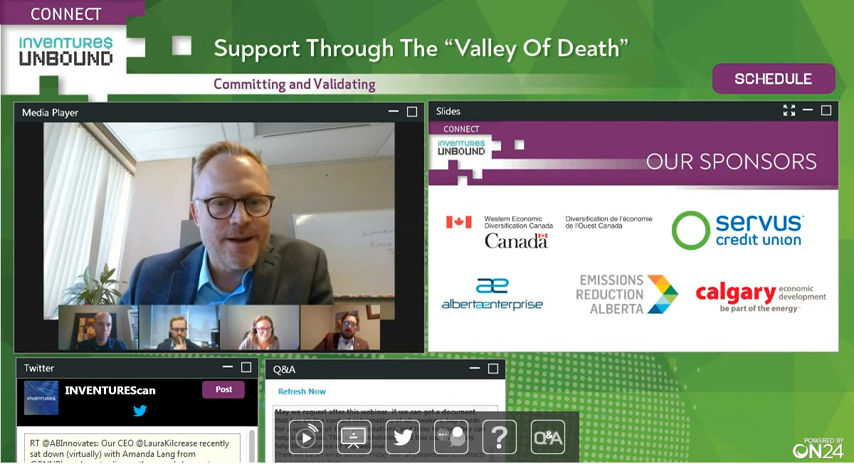 CONNECT
INVENTURE$
UNBOUND
Support Through The “Valley Of Death”
Committing and Validating
SCHEDULE
Media Player
Slides
CONNECT
INVENTURE$
UNBOUND
OUR SPONSORS
Western Economic
Diversification Canada
Diversification de l'économie
de l'Ouest Canada
Canada
servus
credit union
albertaenterprise
EMISSIONS
REDUCTION
ALBERTA
calgary economic
development
be part of the energy
Twitter
INVENTUREScan
Post
RT @ABInnovates: Our CEO @LauraKilcrease recently
sat down (virtually) with Amanda Lang from
Q&A
Refresh Now
May we request after this webinar, if we can get a document
Q&A
POWERED BY
ON24